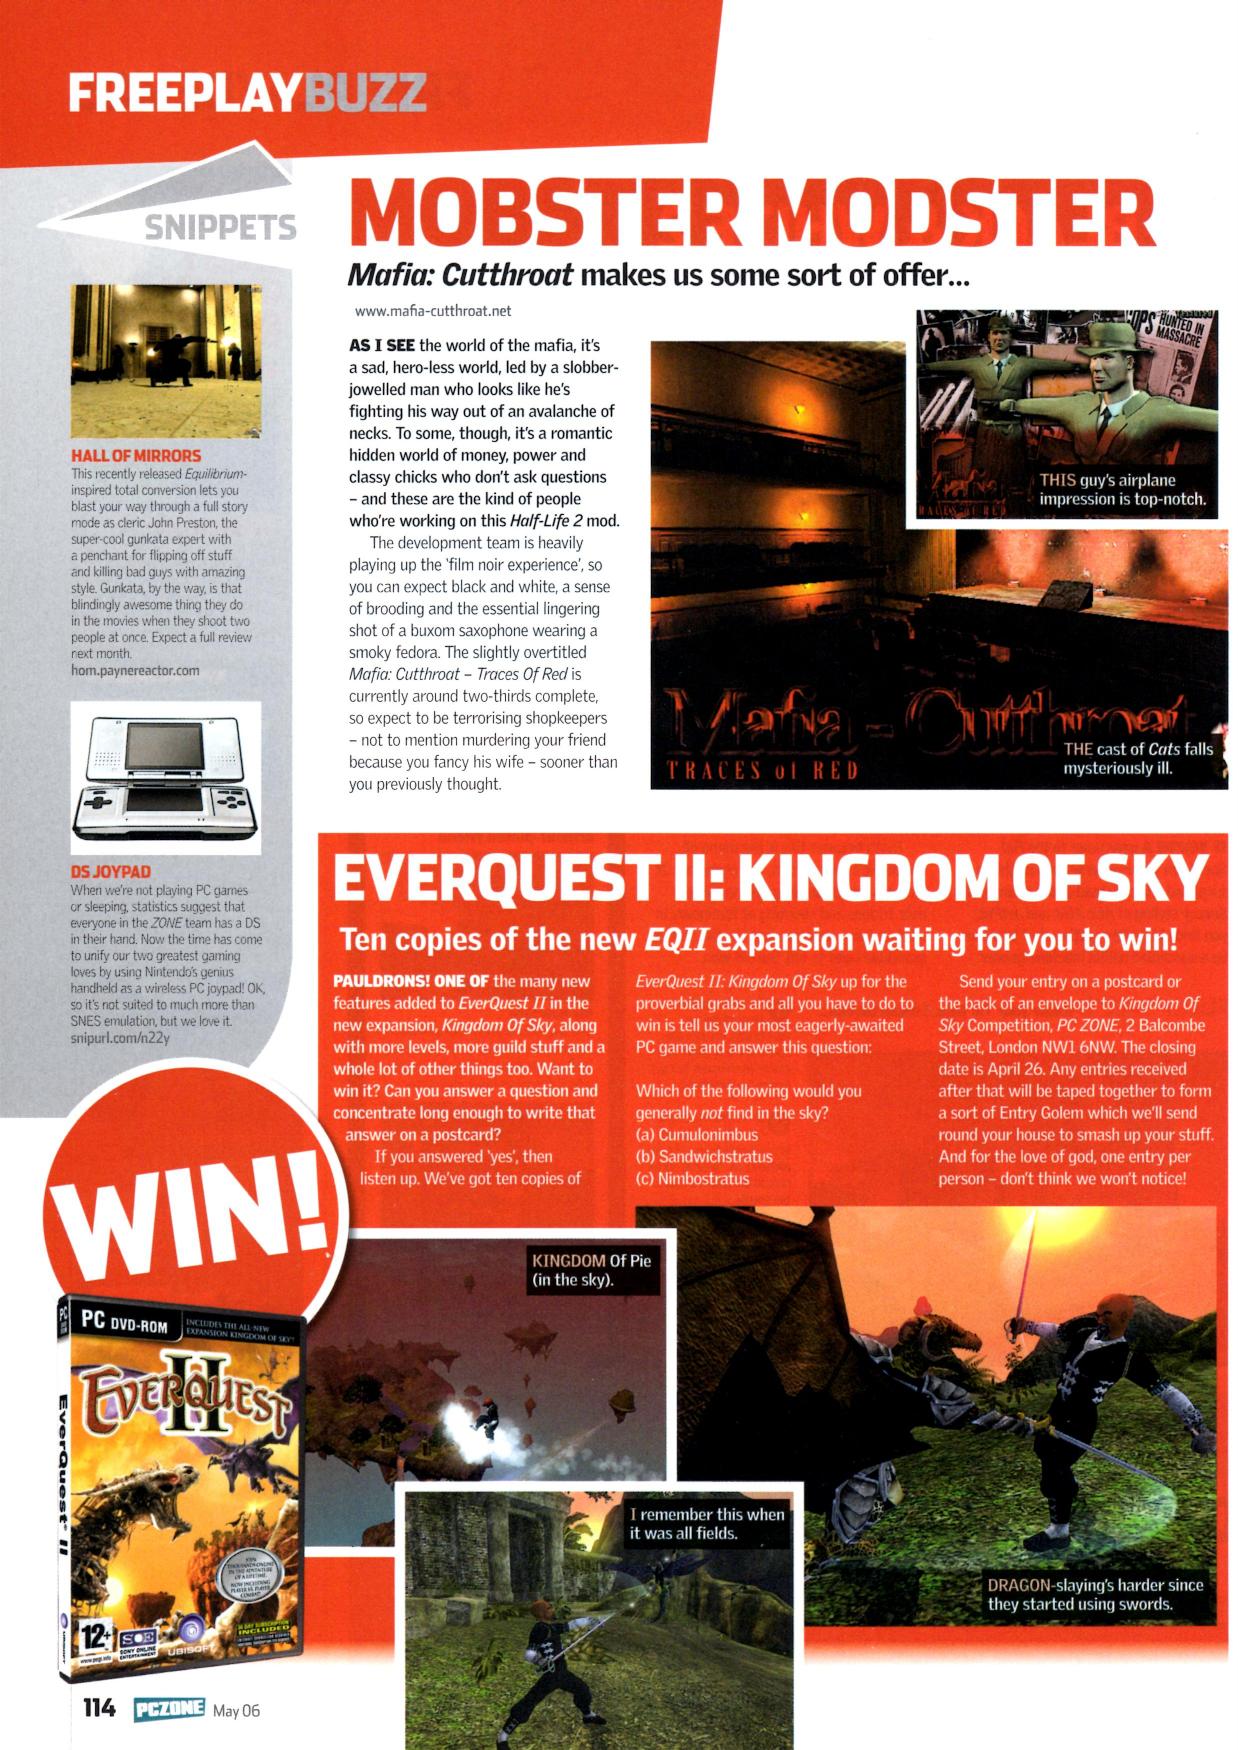 FREEPLAYBUZZ
SNIPPETS
HALL OF MIRRORS
This recently released Equilibrium-
inspired total conversion lets you
blast your way through a full story
mode as cleric John Preston, the
super-cool gunkata expert with
a penchant for flipping off stuff
and killing bad guys with amazing
style. Gunkata, by the way, is that
blindingly awesome thing they do
in the movies when they shoot two
people at once. Expect a full review
next month.
hom.paynereactor.com
DS JOYPAD
When we're not playing PC games
or sleeping, statistics suggest that
everyone in the ZONE team has a DS
in their hand. Now the time has come
to unify our two greatest gaming
loves by using Nintendo's genius
handheld as a wireless PC joypad! OK,
so it's not suited to much more than
SNES emulation, but we love it.
snipurl.com/n22y
MOBSTER MODSTER
Mafia: Cutthroat makes us some sort of offer...
www.mafia-cutthroat.net
AS I SEE the world of the mafia, it's
a sad, hero-less world, led by a slobber-
jowelled man who looks like he's
fighting his way out of an avalanche of
necks. To some, though, it's a romantic
hidden world of money, power and
classy chicks who don't ask questions
– and these are the kind of people
who're working on this Half-Life 2 mod.
The development team is heavily
playing up the 'film noir experience', so
you can expect black and white, a sense
of brooding and the essential lingering
shot of a buxom saxophone wearing a
smoky fedora. The slightly overtitled
Mafia: Cutthroat – Traces Of Red is
currently around two-thirds complete,
so expect to be terrorising shopkeepers
– not to mention murdering your friend
because you fancy his wife – sooner than
you previously thought.
COPS HUNTED IN
MASSACRE
THIS guy's airplane
impression is top-notch.
Mafia - Cutthroat
TRACES of RED
THE cast of Cats falls
mysteriously ill.
EVERQUEST II: KINGDOM OF SKY
Ten copies of the new EQII expansion waiting for you to win!
PAULDRONS! ONE OF the many new
features added to EverQuest II in the
new expansion, Kingdom Of Sky, along
with more levels, more guild stuff and a
whole lot of other things too. Want to
win it? Can you answer a question and
concentrate long enough to write that
answer on a postcard?
If you answered 'yes', then
listen up. We've got ten copies of
EverQuest II: Kingdom Of Sky up for the
proverbial grabs and all you have to do to
win is tell us your most eagerly-awaited
PC game and answer this question:
Which of the following would you
generally not find in the sky?
(a) Cumulonimbus
(b) Sandwichstratus
(c) Nimbostratus
Send your entry on a postcard or
the back of an envelope to Kingdom Of
Sky Competition, PC ZONE, 2 Balcombe
Street, London NW1 6NW. The closing
date is April 26. Any entries received
after that will be taped together to form
a sort of Entry Golem which we'll send
round your house to smash up your stuff.
And for the love of god, one entry per
person – don't think we won't notice!
WIN!
KINGDOM Of Pie
(in the sky).
I remember this when
it was all fields.
DRAGON-slaying's harder since
they started using swords.
PC DVD-ROM
INCLUDES THE ALL-NEW
EXPANSION KINGDOM OF SKY
EVERQUEST
II
EVERQUEST II
12+
www.pegi.info
SOE
SONY ONLINE
ENTERTAINMENT
UBISOFT
INCLUDED
114 PCZONE May 06